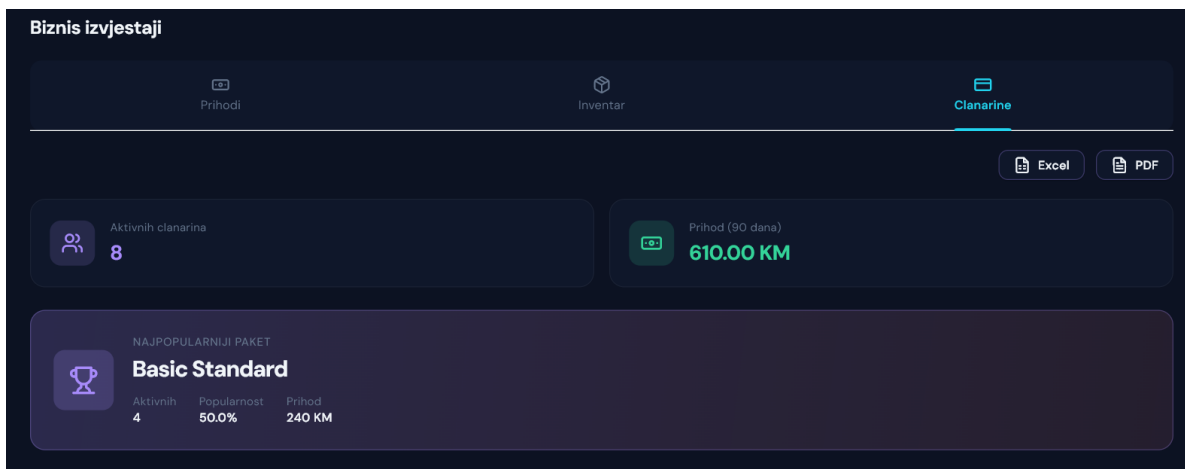 Biznis izvjestaji
Prihodi
Inventar
Clanarine
Excel
PDF
Aktivnih clanarina
8
Prihod (90 dana)
610.00 KM
NAJPOPULARNIJI PAKET
Basic Standard
Aktivnih Popularnost Prihod
4 50.0% 240 KM